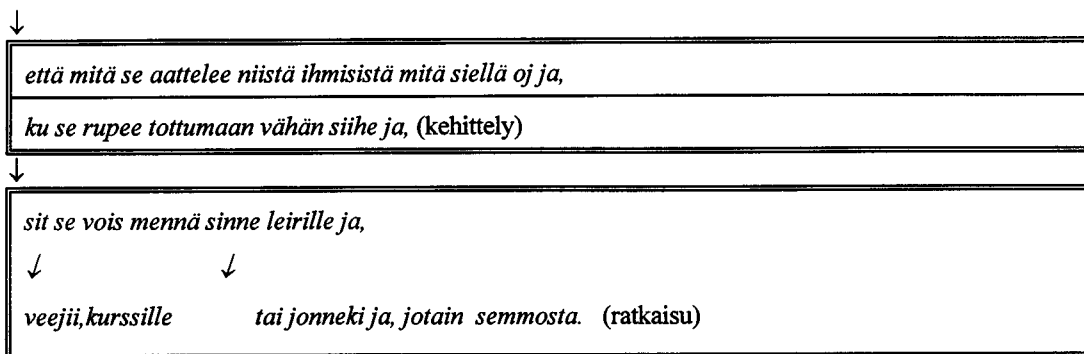 ↓
että mitä se aattelee niistä ihmisistä mitä siellä oj ja,
ku se rupee tottumaan vähän siihe ja, (kehittely)
↓
sit se vois mennä sinne leirille ja,
↓ ↓
veejii,kurssille tai jonneki ja, jotain semmosta. (ratkaisu)